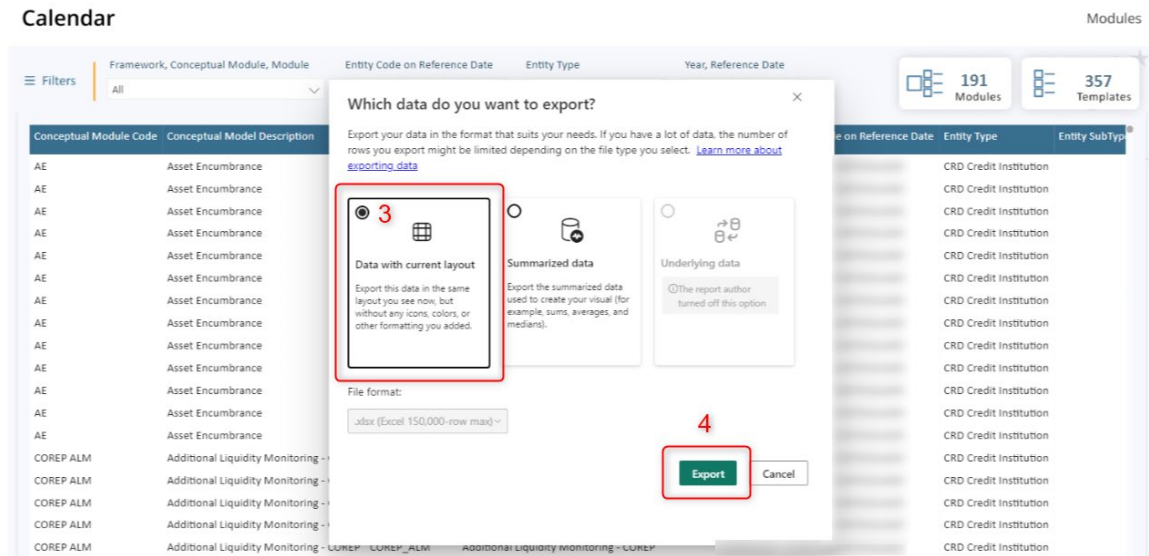 Calendar
Modules
Filters
Framework, Conceptual Module, Module
All
Entity Code on Reference Date
Entity Type
Year, Reference Date
191
Modules
357
Templates
Conceptual Module Code Conceptual Model Description
e on Reference Date Entity Type Entity SubTyp
AE Asset Encumbrance CRD Credit Institution
AE Asset Encumbrance CRD Credit Institution
AE Asset Encumbrance CRD Credit Institution
AE Asset Encumbrance CRD Credit Institution
AE Asset Encumbrance CRD Credit Institution
AE Asset Encumbrance CRD Credit Institution
AE Asset Encumbrance CRD Credit Institution
AE Asset Encumbrance CRD Credit Institution
AE Asset Encumbrance CRD Credit Institution
AE Asset Encumbrance CRD Credit Institution
AE Asset Encumbrance CRD Credit Institution
AE Asset Encumbrance CRD Credit Institution
AE Asset Encumbrance CRD Credit Institution
COREP ALM Additional Liquidity Monitoring - CRD Credit Institution
COREP ALM Additional Liquidity Monitoring - CRD Credit Institution
COREP ALM Additional Liquidity Monitoring - CRD Credit Institution
COREP ALM Additional Liquidity Monitoring - CRD Credit Institution
COREP ALM Additional Liquidity Monitoring - COREP COREP_ALM Additional Liquidity Monitoring - COREP CRD Credit Institution
Which data do you want to export?
Export your data in the format that suits your needs. If you have a lot of data, the number of
rows you export might be limited depending on the file type you select. Learn more about
exporting data
3
Data with current layout
Export this data in the same
layout you see now, but
without any icons, colors, or
other formatting you added.
Summarized data
Export the summarized data
used to create your visual (for
example, sums, averages, and
medians).
Underlying data
The report author
turned off this option
File format:
.xlsx (Excel 150,000-row max)
4
Export
Cancel